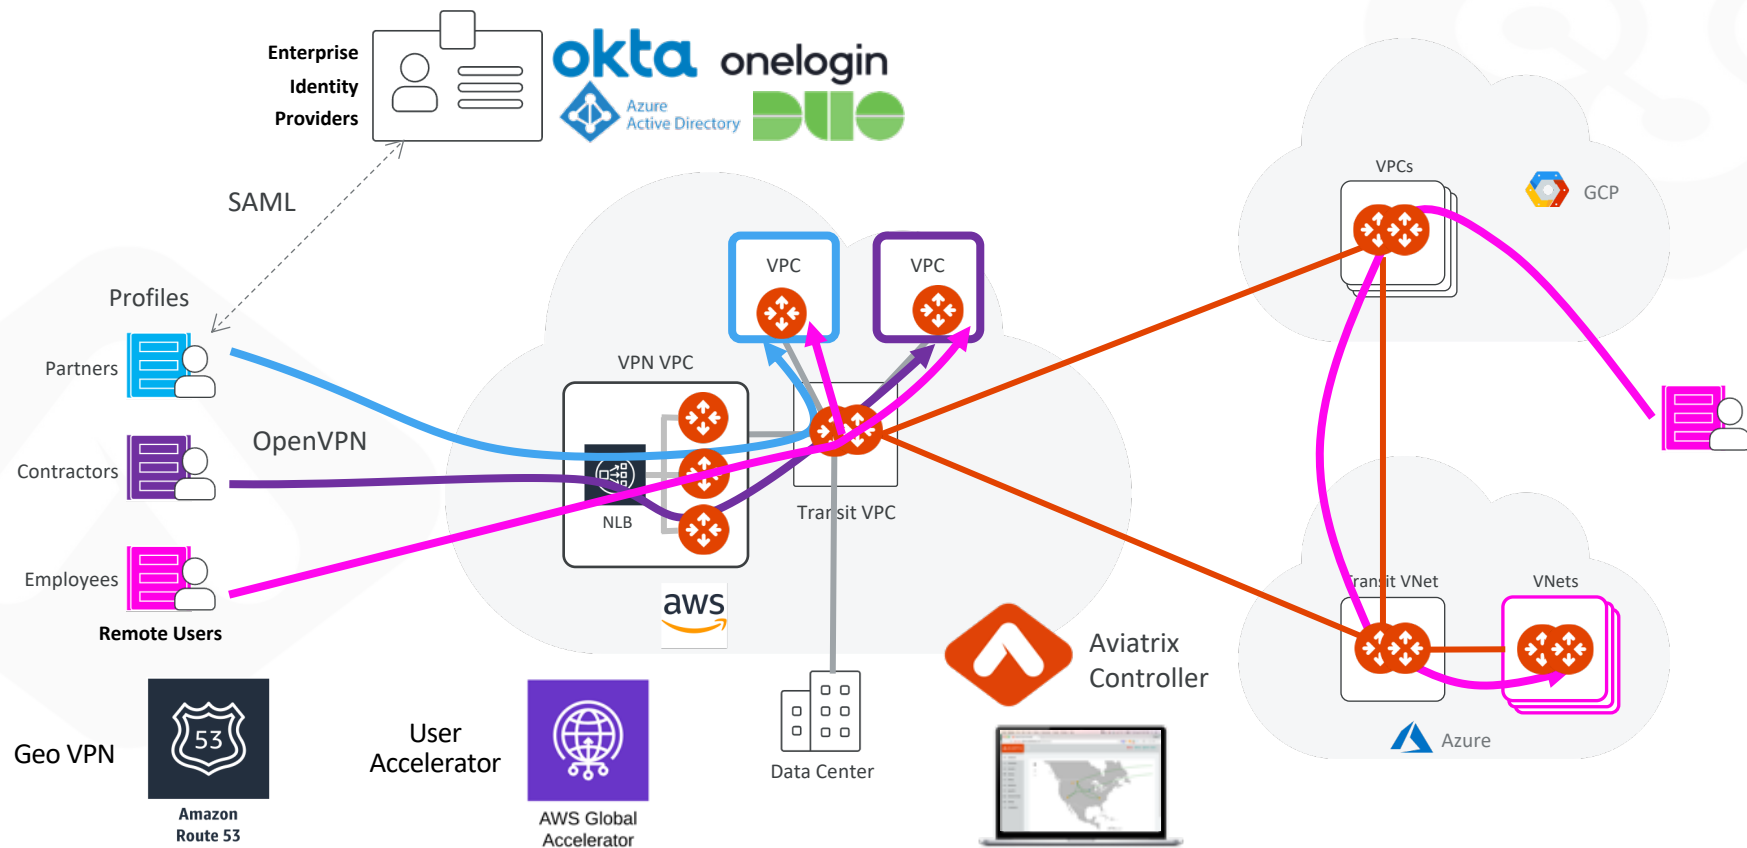 Enterprise
Identity
Providers
okta
onelogin
Azure
Active Directory
DUO
SAML
Profiles
Partners
Contractors
Employees
Remote Users
OpenVPN
VPN VPC
NLB
VPC
VPC
Transit VPC
aws
VPCs
GCP
Transit VNet
VNets
Azure
Aviatrix
Controller
Data Center
Geo VPN
53
Amazon
Route 53
User
Accelerator
AWS Global
Accelerator